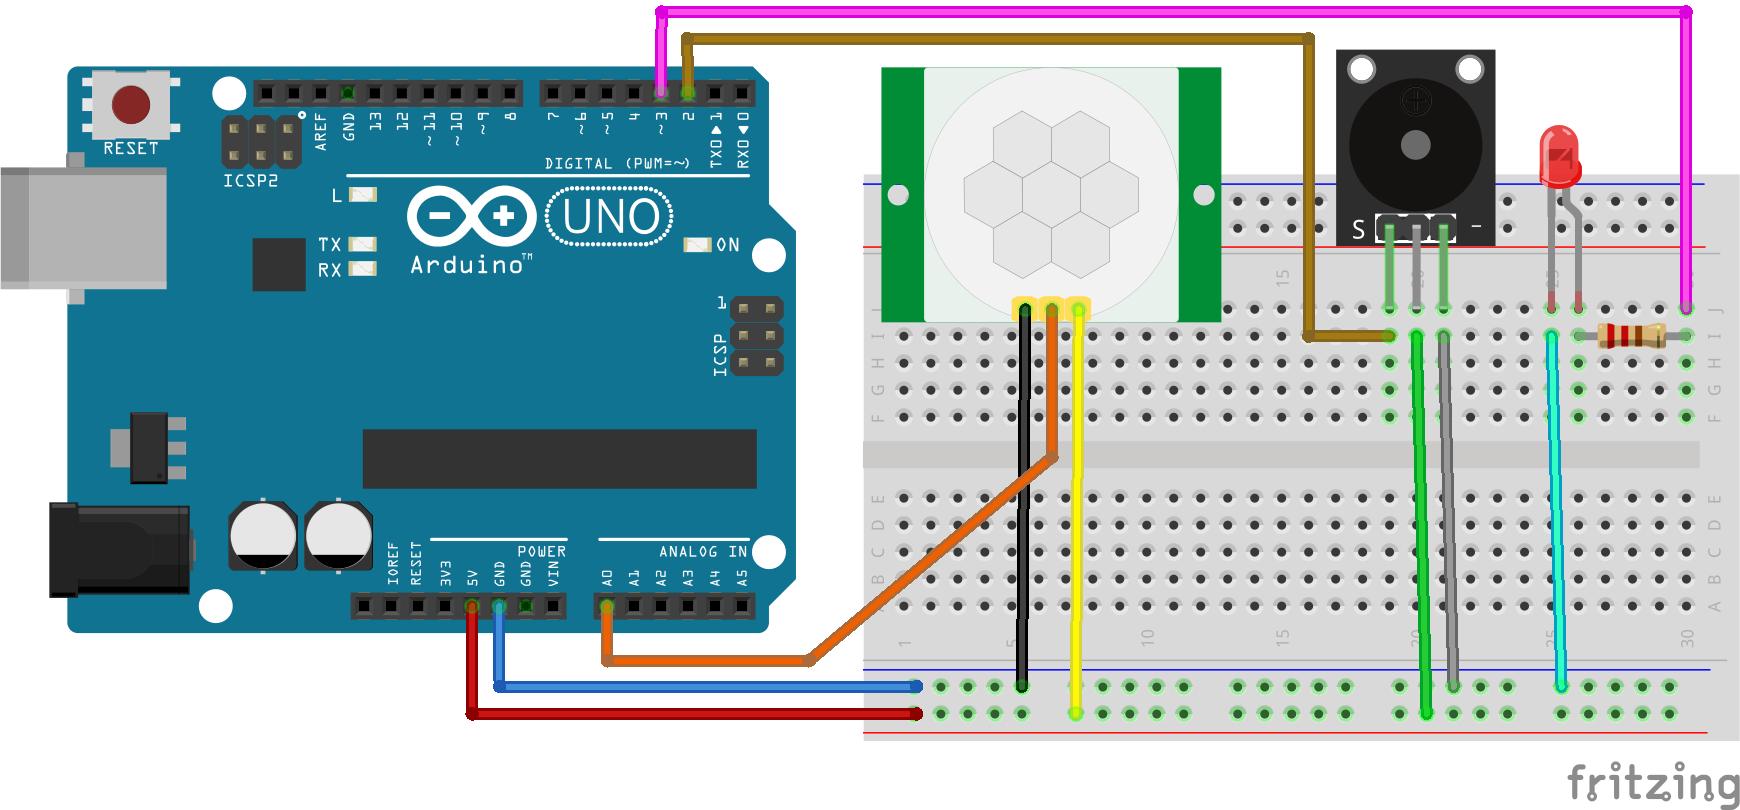 RESET
ICSP2
AREF
GND
13
12
~11
~10
~9
8
7
~6
~5
4
~3
2
TX0▶1
RX0◀0
DIGITAL (PWM=~)
L
TX
RX
UNO
Arduino™
ON
1
ICSP
IOREF
RESET
3V3
5V
GND
GND
VIN
POWER
ANALOG IN
A0
A1
A2
A3
A4
A5
S
-
15
J
I
I
H
H
G
G
F
F
E
E
D
D
C
C
B
B
A
1
5
10
15
20
25
30
fritzing